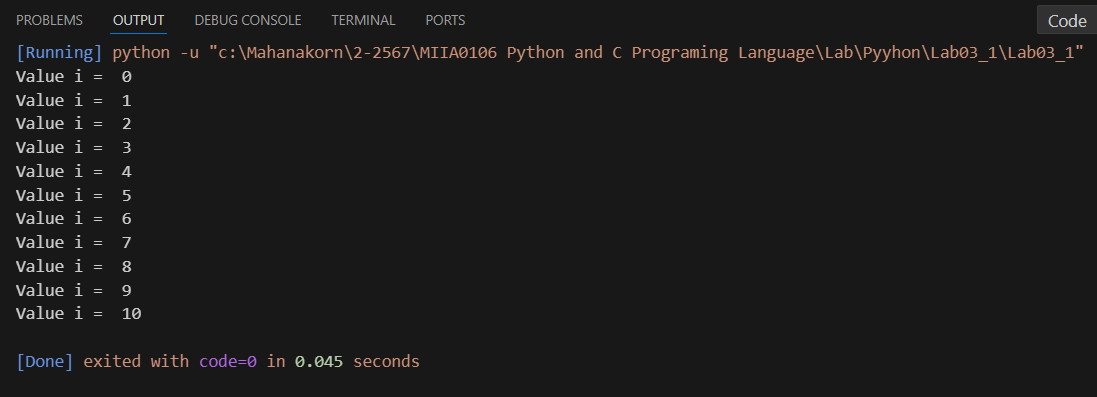 PROBLEMS OUTPUT DEBUG CONSOLE TERMINAL PORTS Code
[Running] python -u "c:\Mahanakorn\2-2567\MIIA0106 Python and C Programing Language\Lab\Pyyhon\Lab03_1\Lab03_1"
Value i =  0
Value i =  1
Value i =  2
Value i =  3
Value i =  4
Value i =  5
Value i =  6
Value i =  7
Value i =  8
Value i =  9
Value i =  10
[Done] exited with code=0 in 0.045 seconds